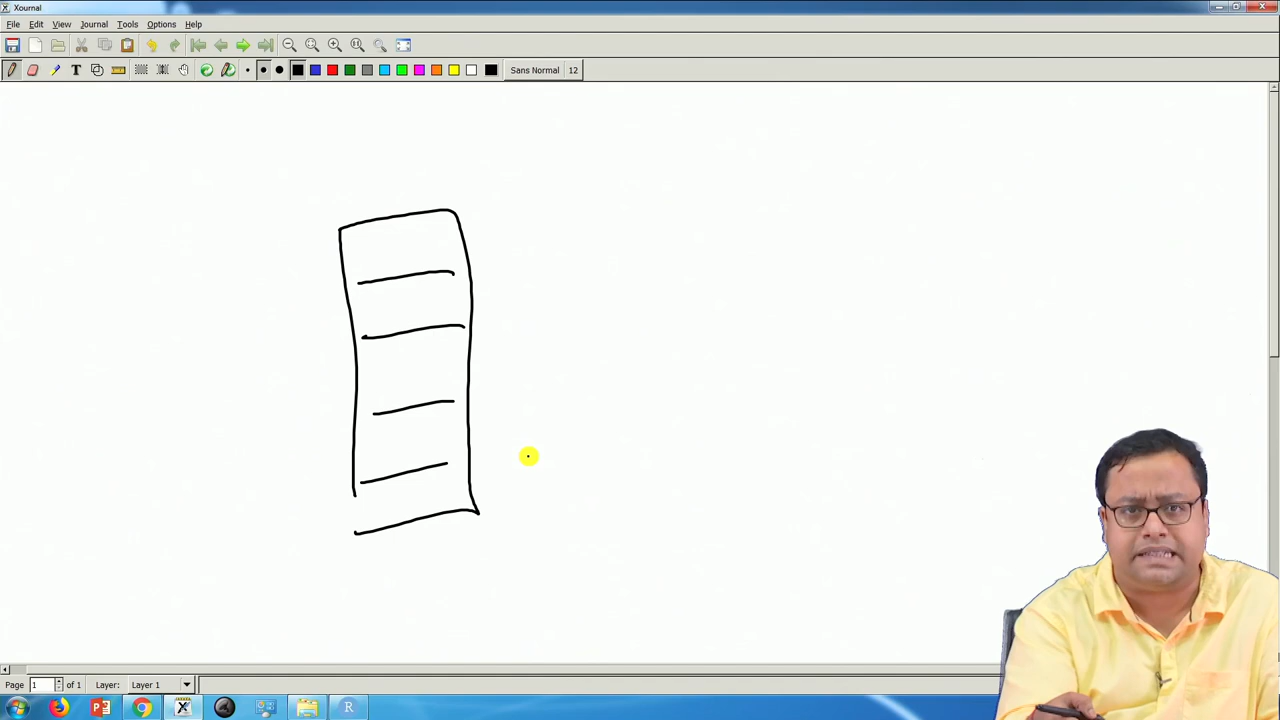 Xournal
File Edit View Journal Tools Options Help
T Sans Normal 12
Page 1 of 1 Layer: Layer 1
P X R